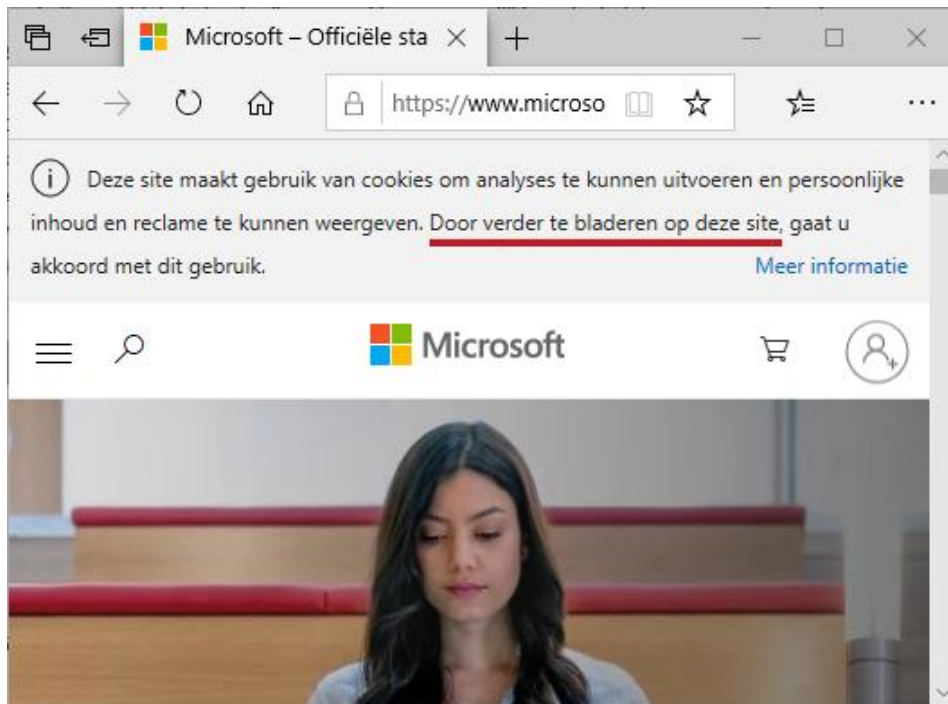 Microsoft – Officiële sta
https://www.microso
Deze site maakt gebruik van cookies om analyses te kunnen uitvoeren en persoonlijke
inhoud en reclame te kunnen weergeven. Door verder te bladeren op deze site, gaat u
akkoord met dit gebruik. Meer informatie
Microsoft